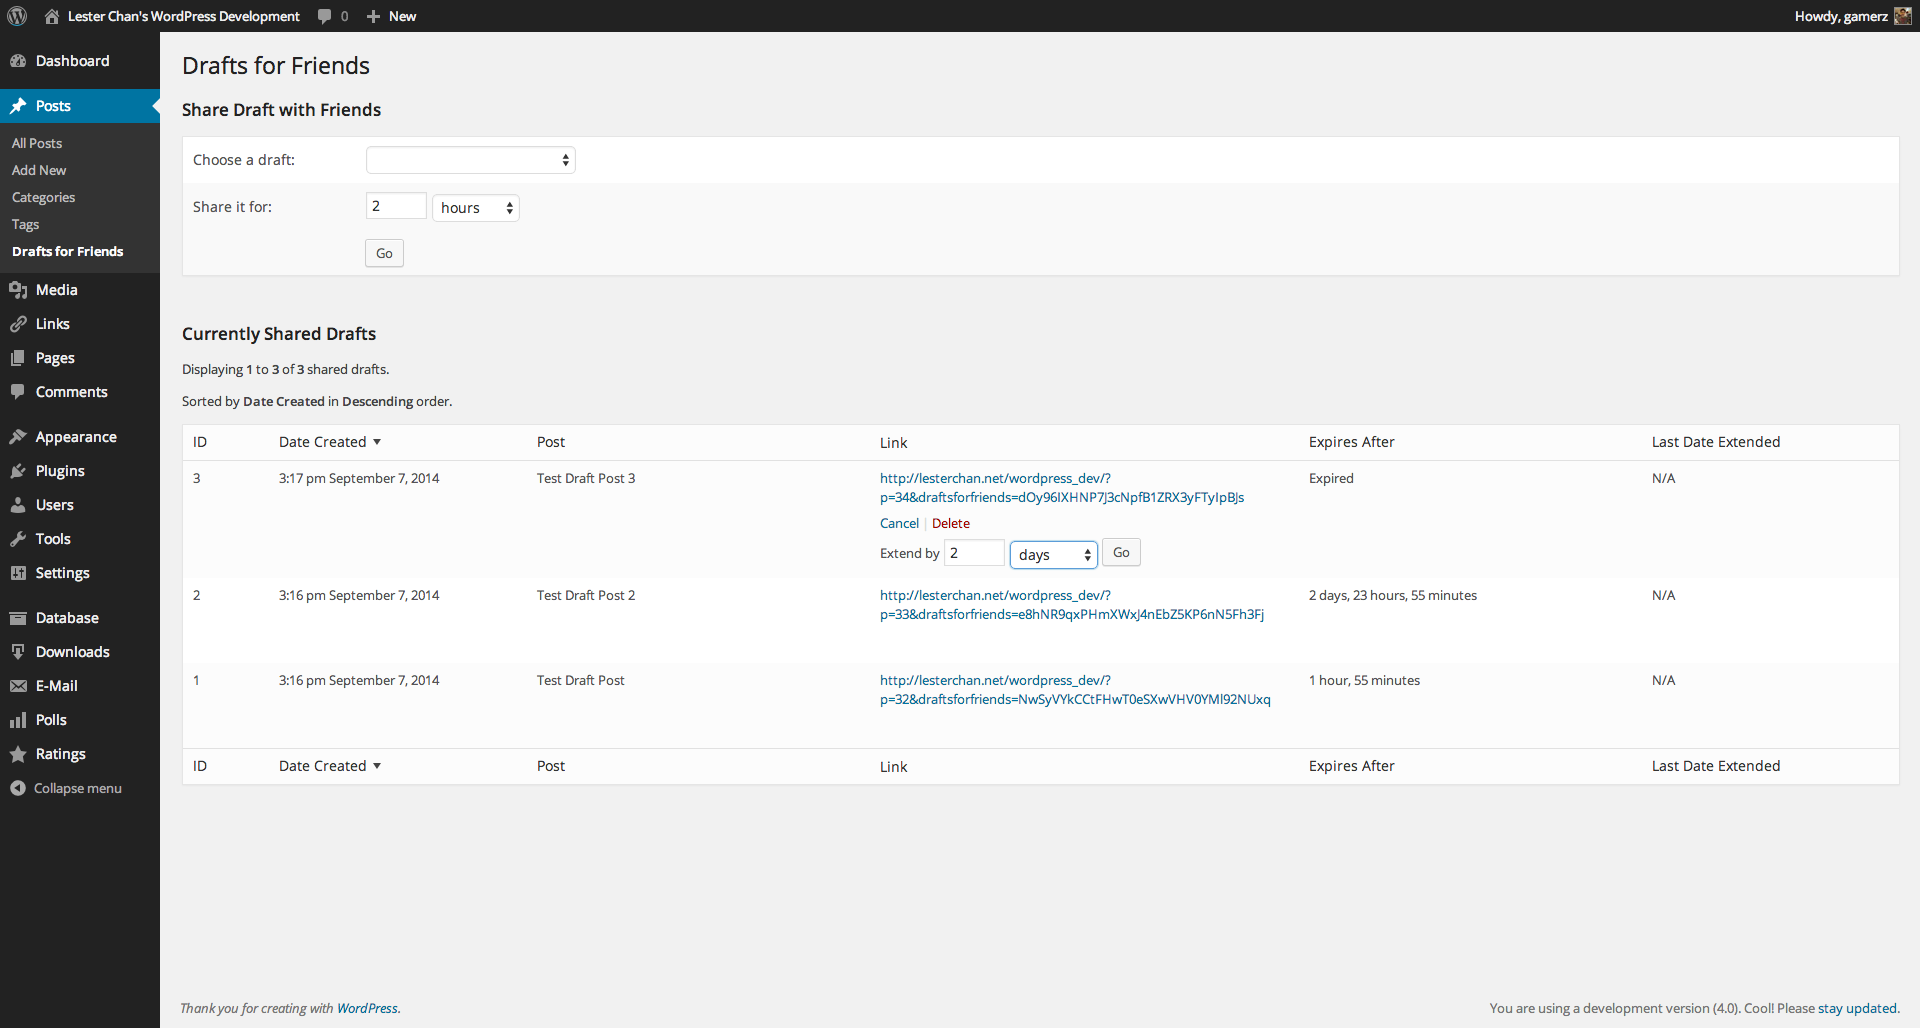 Lester Chan's WordPress Development 0 New Howdy, gamerz
Dashboard
Posts
All Posts
Add New
Categories
Tags
Drafts for Friends
Media
Links
Pages
Comments
Appearance
Plugins
Users
Tools
Settings
Database
Downloads
E-Mail
Polls
Ratings
Collapse menu
Drafts for Friends
Share Draft with Friends
Choose a draft:
Share it for: 2 hours
Go
Currently Shared Drafts
Displaying 1 to 3 of 3 shared drafts.
Sorted by Date Created in Descending order.
ID Date Created Post Link Expires After Last Date Extended
3 3:17 pm September 7, 2014 Test Draft Post 3 http://lesterchan.net/wordpress_dev/? Expired N/A
p=34&draftsforfriends=dOy96IXHNP7J3cNpfB1ZRX3yFTyIpBJs
Cancel | Delete
Extend by 2 days Go
2 3:16 pm September 7, 2014 Test Draft Post 2 http://lesterchan.net/wordpress_dev/? 2 days, 23 hours, 55 minutes N/A
p=33&draftsforfriends=e8hNR9qxPHmXWxJ4nEbZ5KP6nN5Fh3Fj
1 3:16 pm September 7, 2014 Test Draft Post http://lesterchan.net/wordpress_dev/? 1 hour, 55 minutes N/A
p=32&draftsforfriends=NwSyVYkCCtFHwT0eSXwVHV0YMl92NUxq
ID Date Created Post Link Expires After Last Date Extended
Thank you for creating with WordPress. You are using a development version (4.0). Cool! Please stay updated.